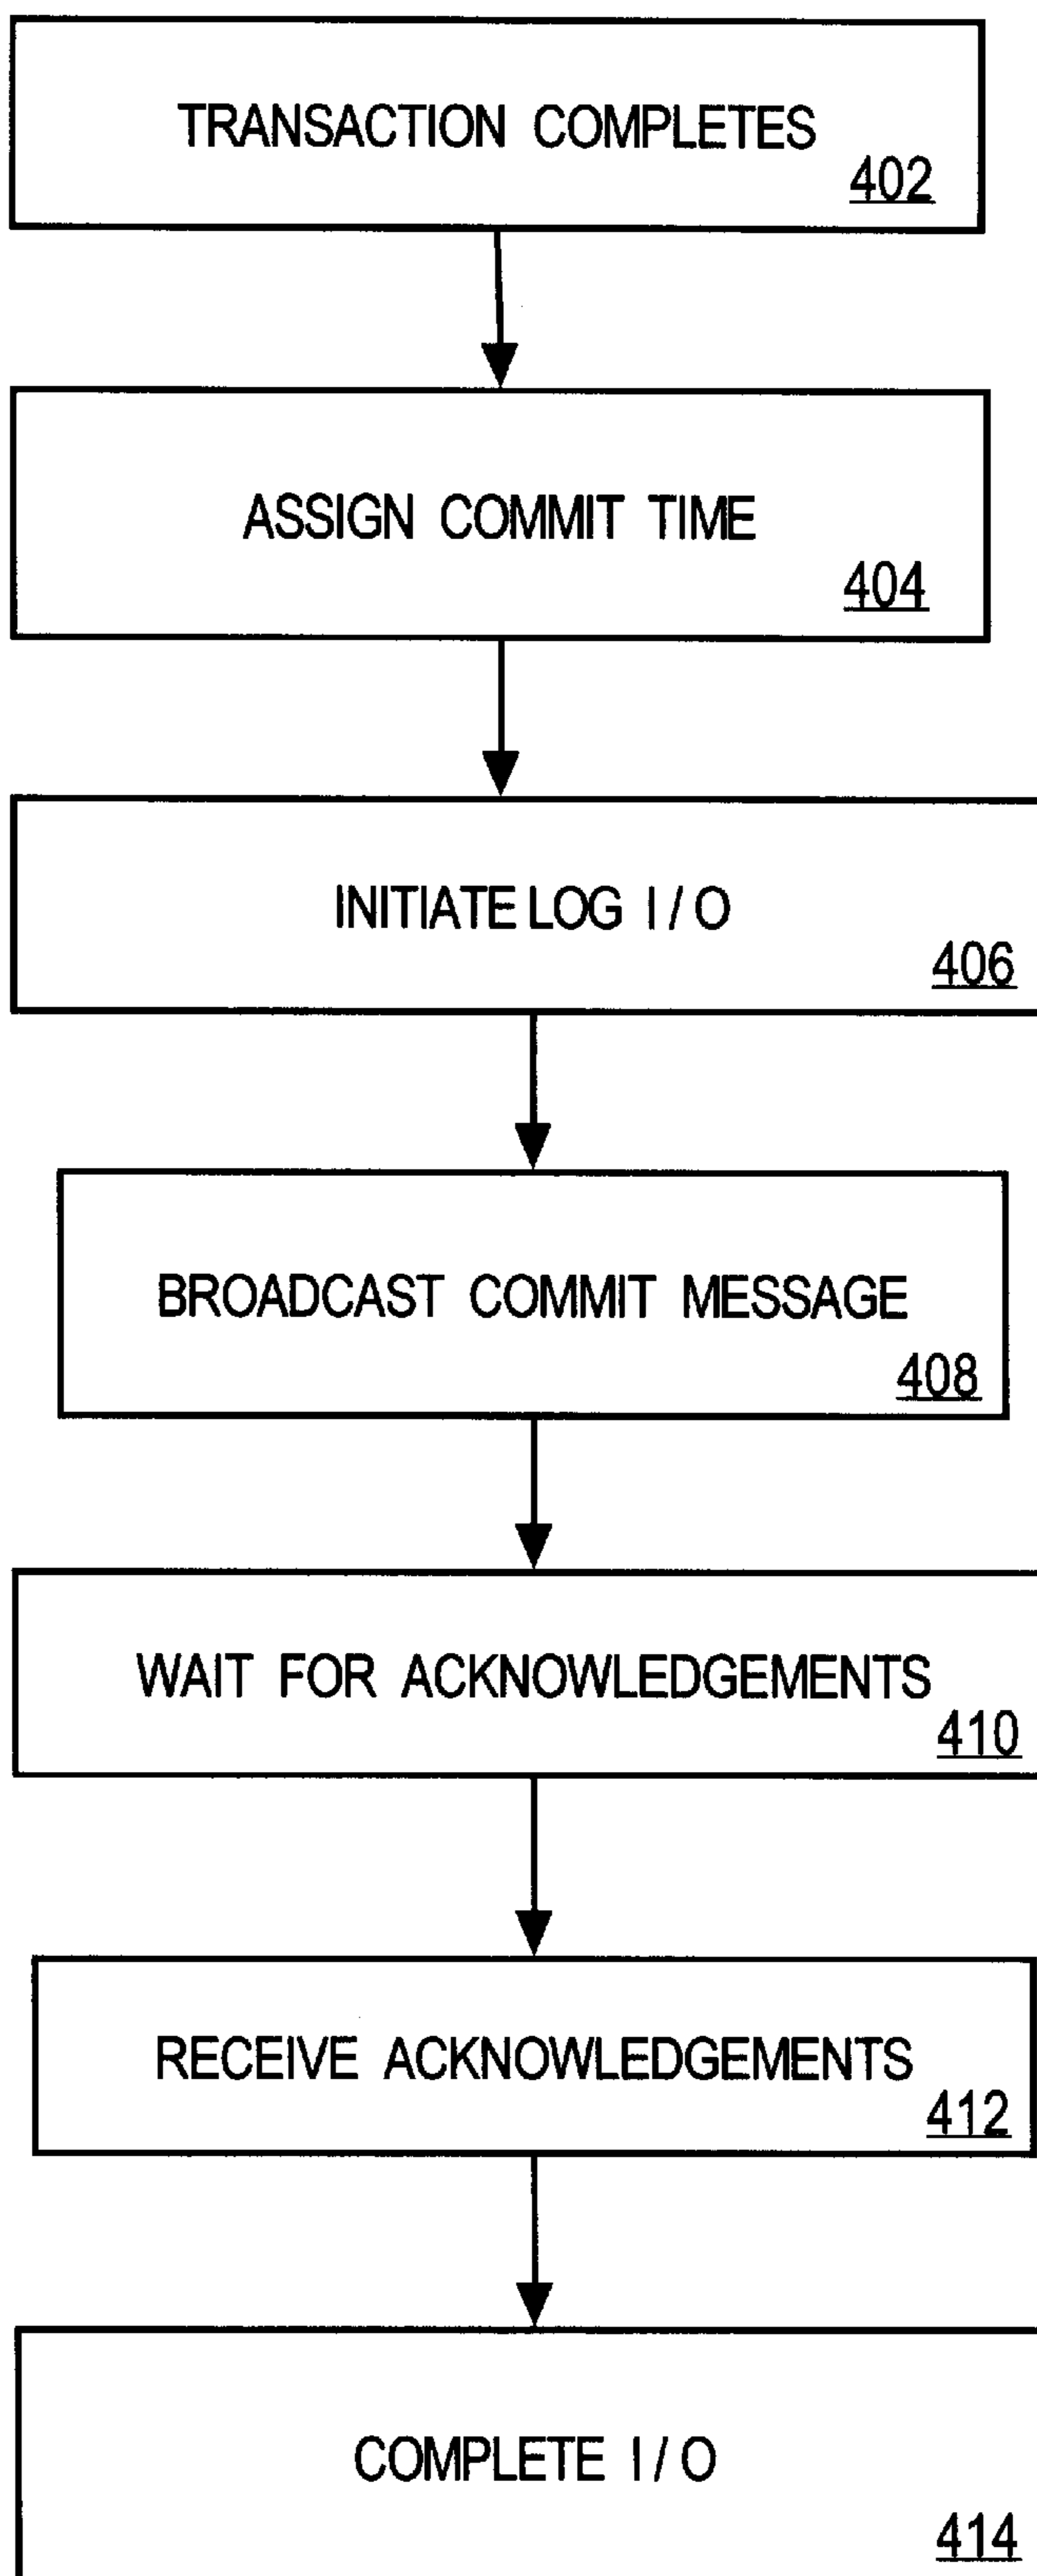 TRANSACTION COMPLETES
402
ASSIGN COMMIT TIME
404
INITIATE LOG I / O
406
BROADCAST COMMIT MESSAGE
408
WAIT FOR ACKNOWLEDGEMENTS
410
RECEIVE ACKNOWLEDGEMENTS
412
COMPLETE I / O
414